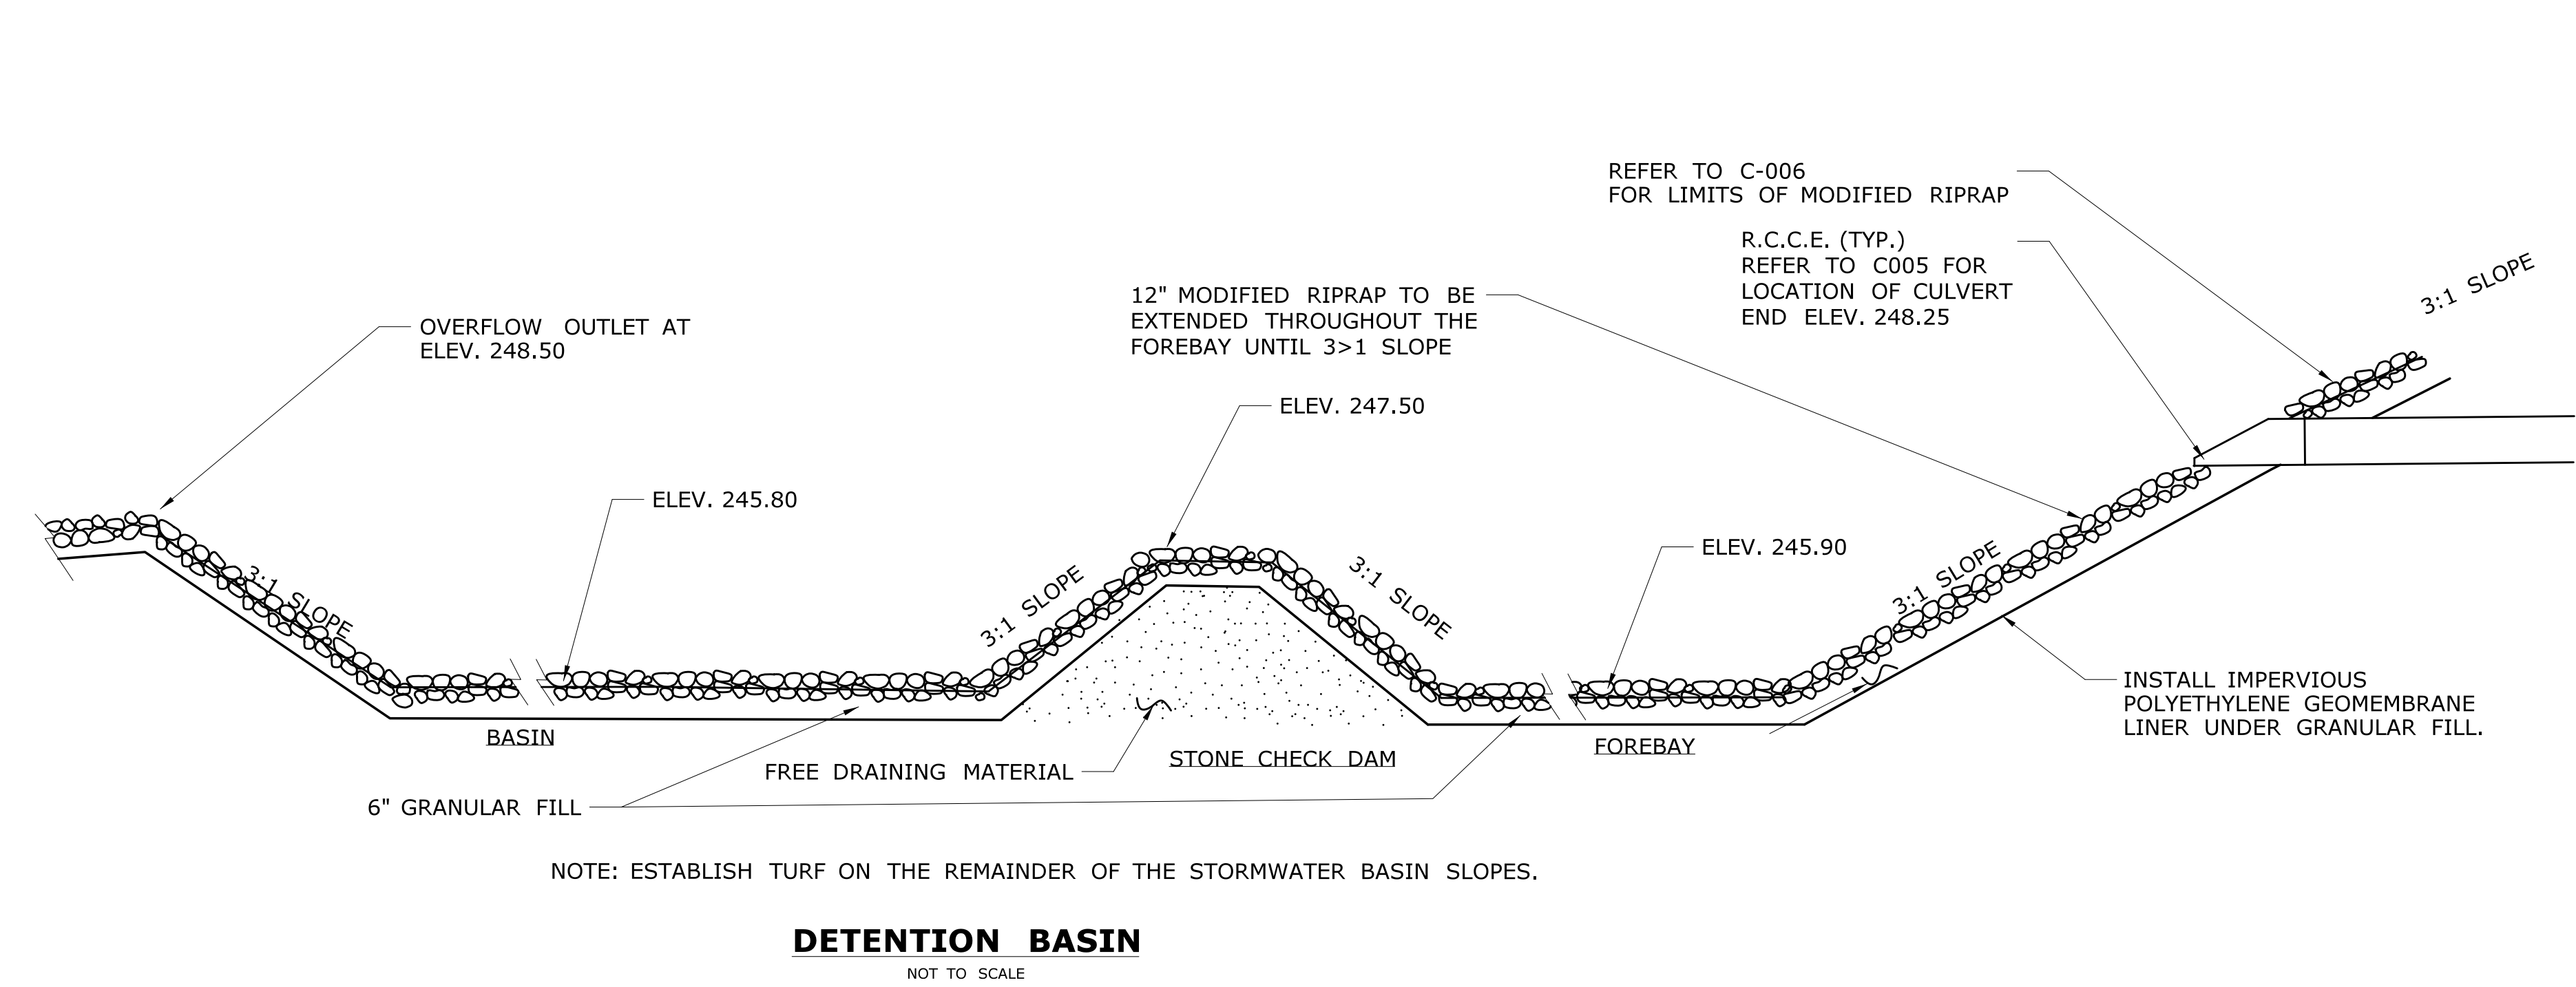 REFER TO C-006
FOR LIMITS OF MODIFIED RIPRAP
R.C.C.E. (TYP.)
REFER TO C005 FOR
LOCATION OF CULVERT
END ELEV. 248.25
3:1 SLOPE
12" MODIFIED RIPRAP TO BE
EXTENDED THROUGHOUT THE
FOREBAY UNTIL 3>1 SLOPE
OVERFLOW OUTLET AT
ELEV. 248.50
ELEV. 247.50
ELEV. 245.80
ELEV. 245.90
3:1 SLOPE
3:1 SLOPE
3:1 SLOPE
3:1 SLOPE
INSTALL IMPERVIOUS
POLYETHYLENE GEOMEMBRANE
LINER UNDER GRANULAR FILL.
BASIN
FOREBAY
STONE CHECK DAM
FREE DRAINING MATERIAL
6" GRANULAR FILL
NOTE: ESTABLISH TURF ON THE REMAINDER OF THE STORMWATER BASIN SLOPES.
DETENTION BASIN
NOT TO SCALE